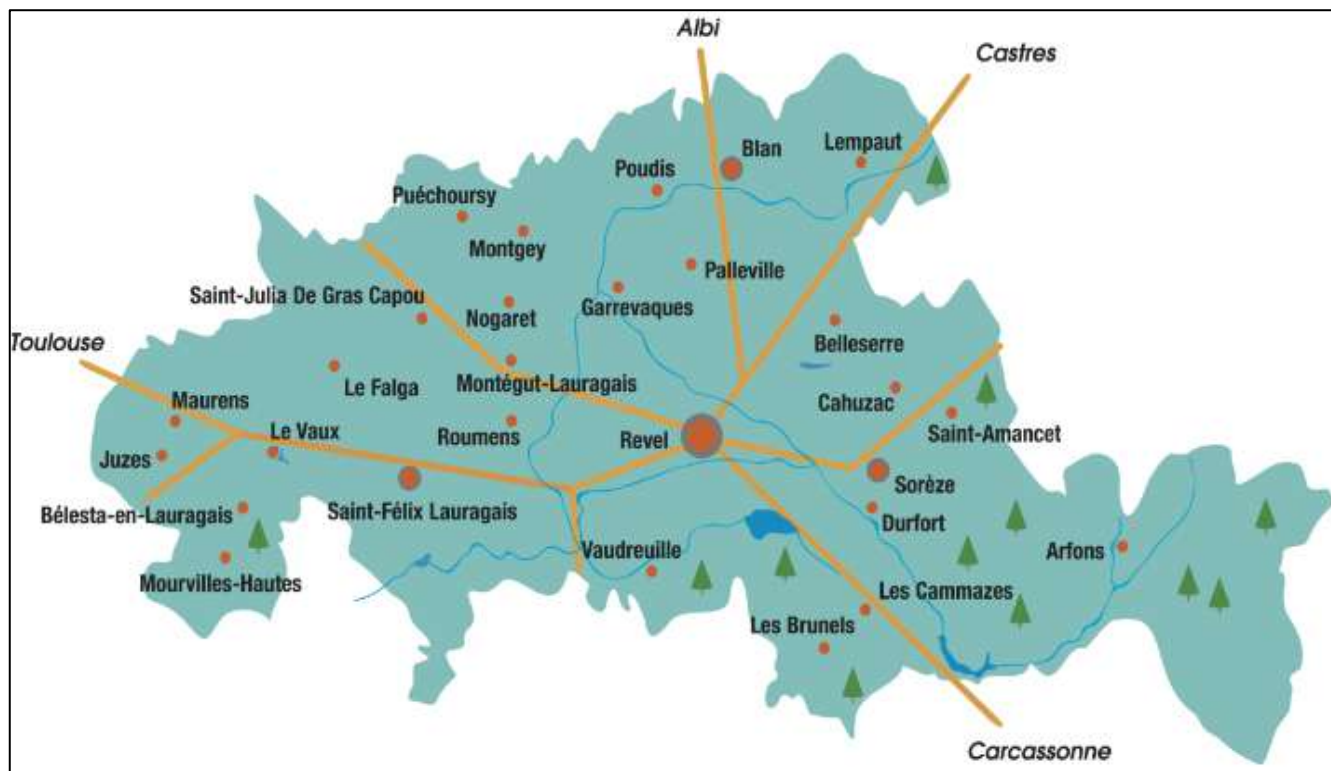 Albi
Castres
Blan
Lempaut
Poudis
Puéchoursy
Montgey
Palleville
Saint-Julia De Gras Capou
Nogaret
Garrevaques
Toulouse
Belleserre
Le Falga
Montégut-Lauragais
Maurens
Cahuzac
Le Vaux
Roumens
Revel
Saint-Amancet
Juzes
Sorèze
Bélesta-en-Lauragais
Saint-Félix Lauragais
Durfort
Vaudreuille
Arfons
Mourvilles-Hautes
Les Cammazes
Les Brunels
Carcassonne